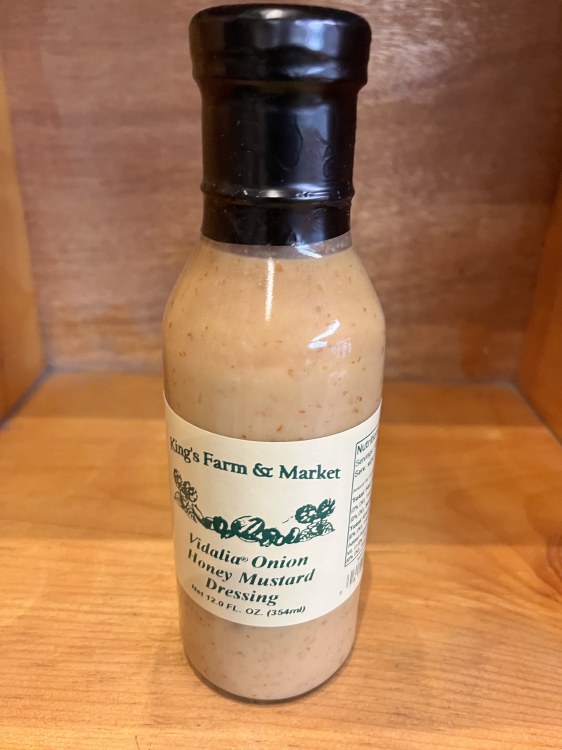 King's Farm & Market
Vidalia® Onion
Honey Mustard
Dressing
Net 12.0 FL. OZ. (354ml)